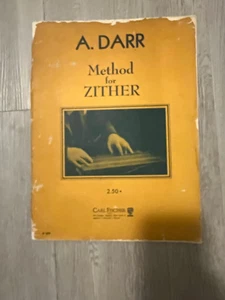 A. DARR
Method
for
ZITHER
2.50
CARL FISCHER